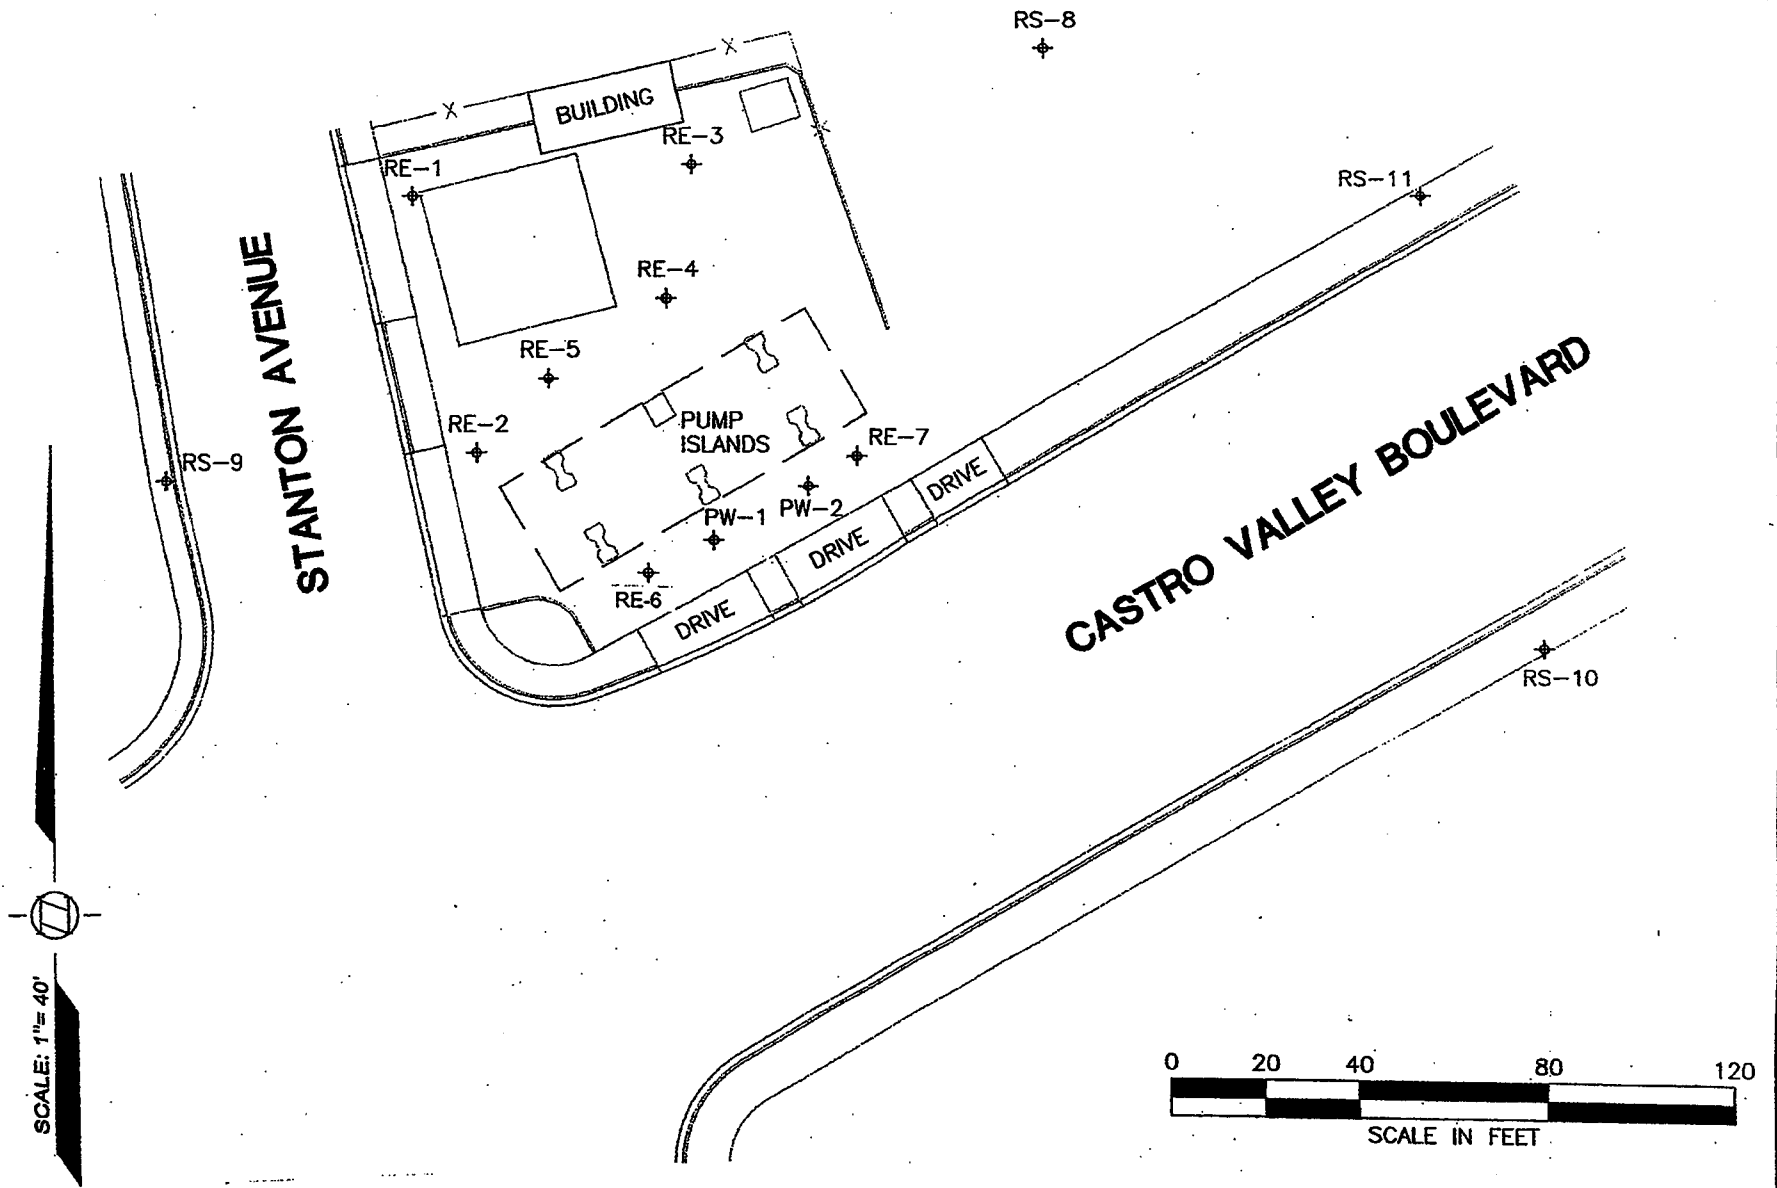 RS-8
BUILDING
RE-3
RE-1
RS-11
STANTON AVENUE
RE-4
RE-5
PUMP
ISLANDS
RE-2
RE-7
RS-9
DRIVE
CASTRO VALLEY BOULEVARD
PW-1
PW-2
DRIVE
RE-6
DRIVE
RS-10
SCALE: 1"= 40'
0 20 40 80 120
SCALE IN FEET